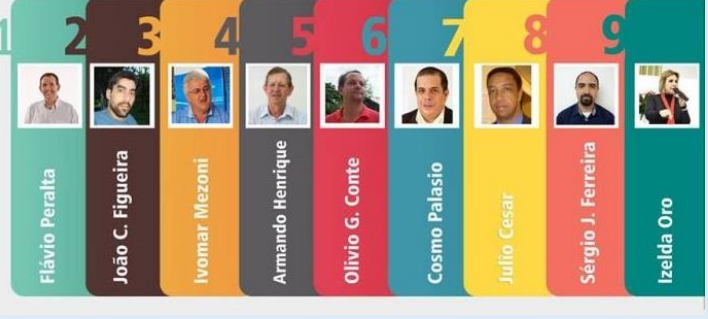 1
2
3
4
5
6
7
8
9
Flávio Peralta
João C. Figueira
Ivomar Mezoni
Armando Henrique
Olivio G. Conte
Cosmo Palasio
Julio Cesar
Sérgio J. Ferreira
Izelda Oro